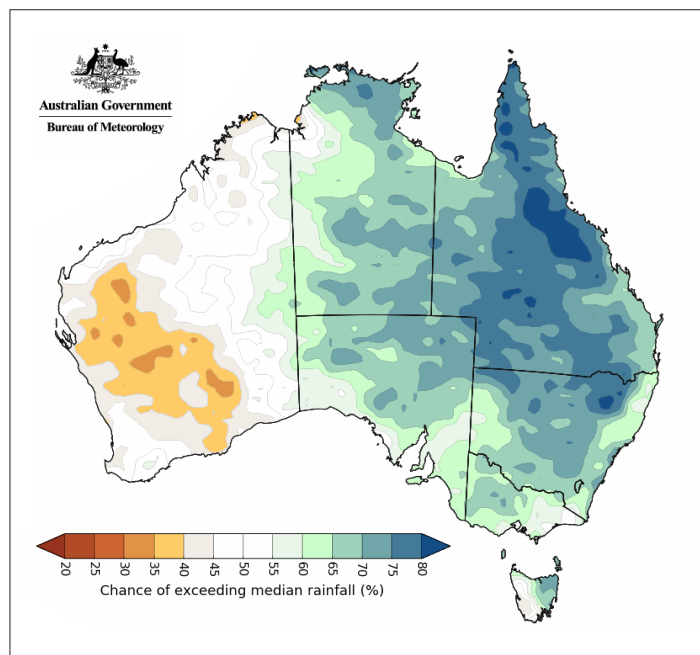 Australian Government
Bureau of Meteorology
20 25 30 35 40 45 50 55 60 65 70 75 80
Chance of exceeding median rainfall (%)